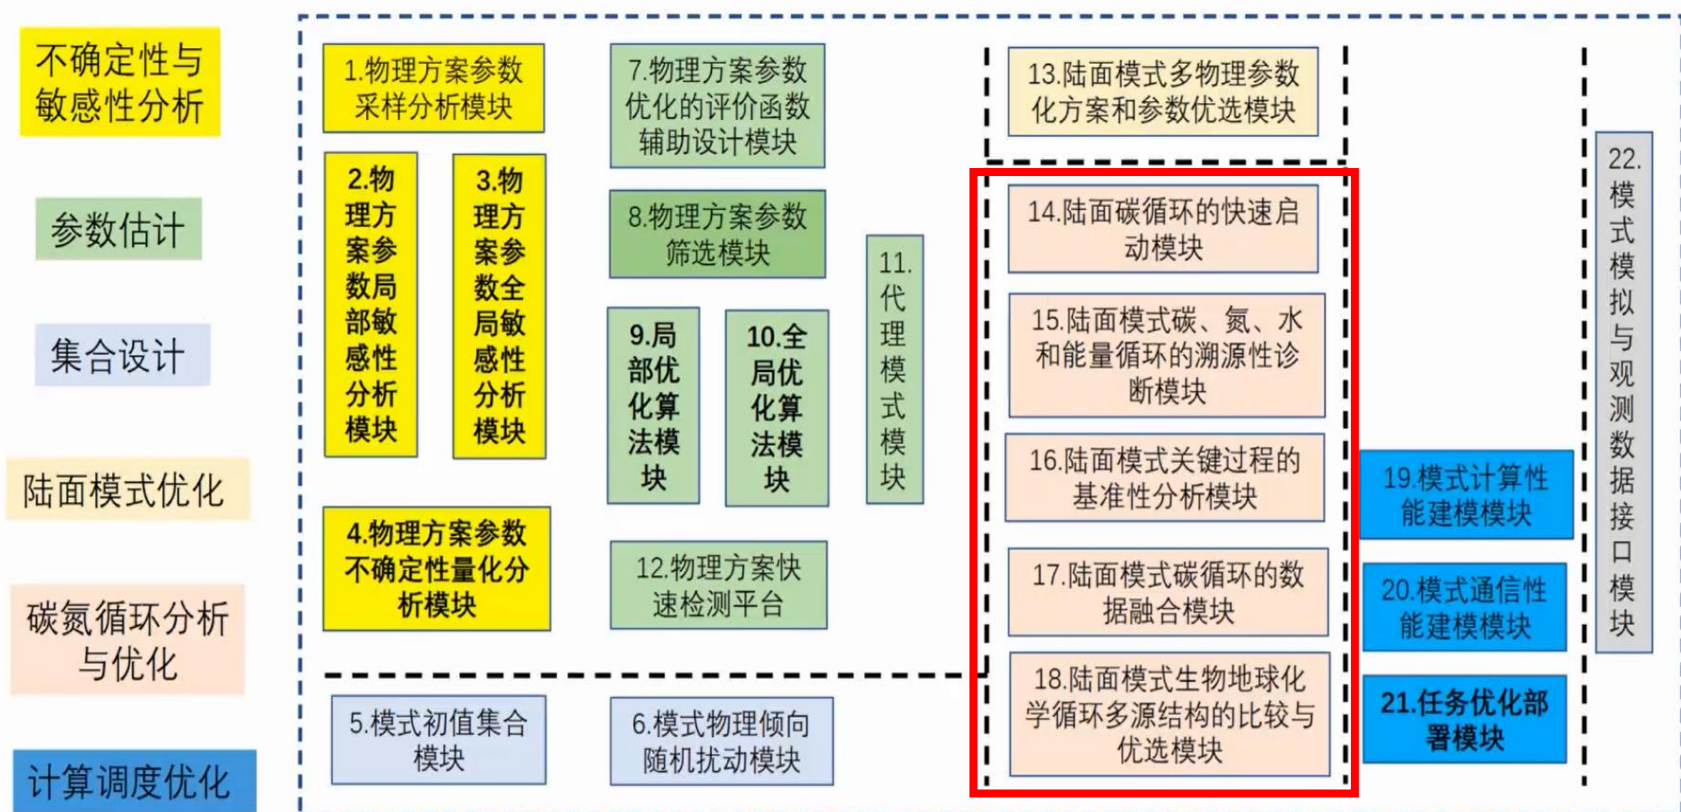 不确定性与
敏感性分析
参数估计
集合设计
陆面模式优化
碳氮循环分析
与优化
计算调度优化
1.物理方案参数
采样分析模块
2.物
理方
案参
数局
部敏
感性
分析
模块
3.物
理方
案参
数全
局敏
感性
分析
模块
4.物理方案参数
不确定性量化分
析模块
5.模式初值集合
模块
6.模式物理倾向
随机扰动模块
7.物理方案参数
优化的评价函数
辅助设计模块
8.物理方案参数
筛选模块
9.局
部优
化算
法模
块
10.全
局优
化算
法模
块
11.
代
理
模
式
模
块
12.物理方案快
速检测平台
13.陆面模式多物理参数
化方案和参数优选模块
14.陆面碳循环的快速启
动模块
15.陆面模式碳、氮、水
和能量循环的溯源性诊
断模块
16.陆面模式关键过程的
基准性分析模块
17.陆面模式碳循环的数
据融合模块
18.陆面模式生物地球化
学循环多源结构的比较与
优选模块
19.模式计算性
能建模模块
20.模式通信性
能建模模块
21.任务优化部
署模块
22.
模
式
模
拟
与
观
测
数
据
接
口
模
块